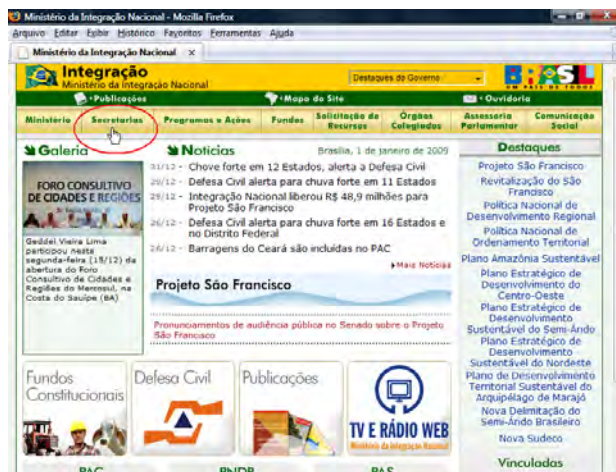 Ministério da Integração Nacional - Mozilla Firefox
Arquivo Editar Exibir Histórico Favoritos Ferramentas Ajuda
Ministério da Integração Nacional x
Integração
Ministério da Integração Nacional
Destaques do Governo
BRASIL
UM PAÍS DE TODOS
Publicações
Mapa do Site
Ouvidoria
Ministério
Secretarias
Programas e Ações
Fundos
Solicitação de
Recursos
Órgãos
Colegiados
Assessoria
Parlamentar
Comunicação
Social
Galeria
FORO CONSULTIVO
DE CIDADES E REGIÕES
Geddel Vieira Lima
participou nesta
segunda-feira (15/12) da
abertura do Foro
Consultivo de Cidades e
Regiões do Mercosul, na
Costa do Sauípe (BA)
Notícias
Brasília, 1 de janeiro de 2009
31/12 - Chove forte em 12 Estados, alerta a Defesa Civil
29/12 - Defesa Civil alerta para chuva forte em 11 Estados
29/12 - Integração Nacional liberou R$ 48,9 milhões para
Projeto São Francisco
26/12 - Defesa Civil alerta para chuva forte em 16 Estados e
no Distrito Federal
26/12 - Barragens do Ceará são incluídas no PAC
Mais Notícias
Projeto São Francisco
Pronunciamentos de audiência pública no Senado sobre o Projeto
São Francisco
Fundos
Constitucionais
Defesa Civil
Publicações
TV E RÁDIO WEB
Ministério da Integração Nacional
PAC
PNDR
PAS
Destaques
Projeto São Francisco
Revitalização do São
Francisco
Política Nacional de
Desenvolvimento Regional
Política Nacional de
Ordenamento Territorial
Plano Amazônia Sustentável
Plano Estratégico de
Desenvolvimento do
Centro-Oeste
Plano Estratégico de
Desenvolvimento
Sustentável do Semi-Árido
Plano Estratégico de
Desenvolvimento
Sustentável do Nordeste
Plano de Desenvolvimento
Territorial Sustentável do
Arquipélago de Marajó
Nova Delimitação do
Semi-Árido Brasileiro
Nova Sudeco
Vinculadas